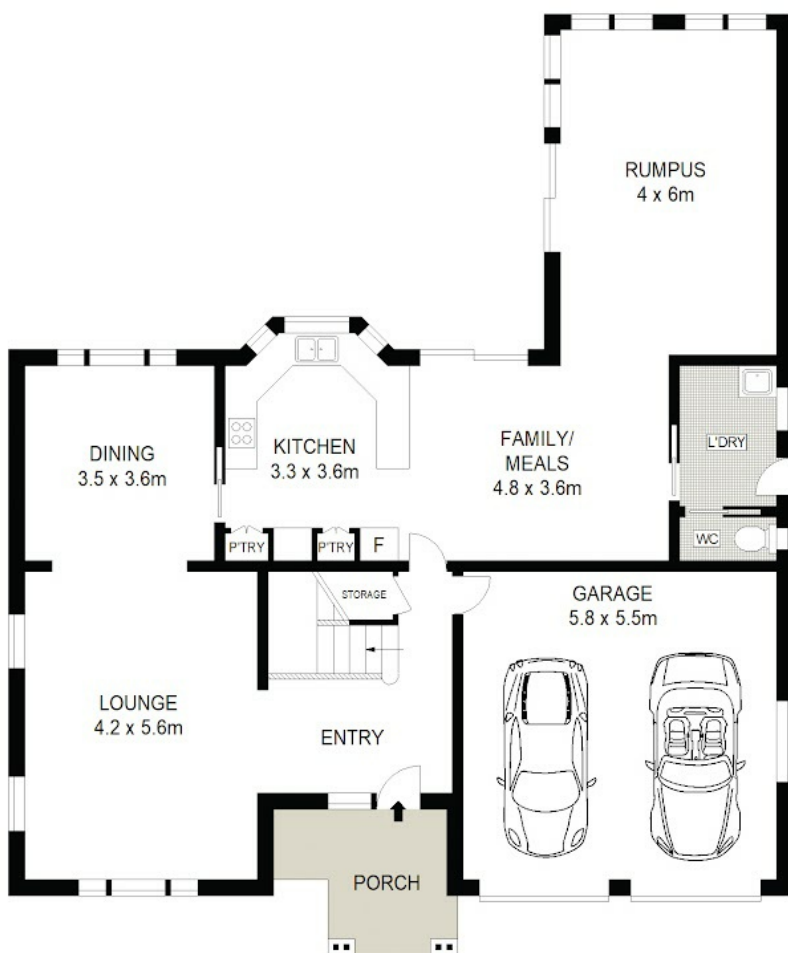 RUMPUS
4 x 6m
DINING
3.5 x 3.6m
KITCHEN
3.3 x 3.6m
FAMILY/
MEALS
4.8 x 3.6m
L'DRY
P'TRY
P'TRY
F
WC
STORAGE
GARAGE
5.8 x 5.5m
LOUNGE
4.2 x 5.6m
ENTRY
PORCH